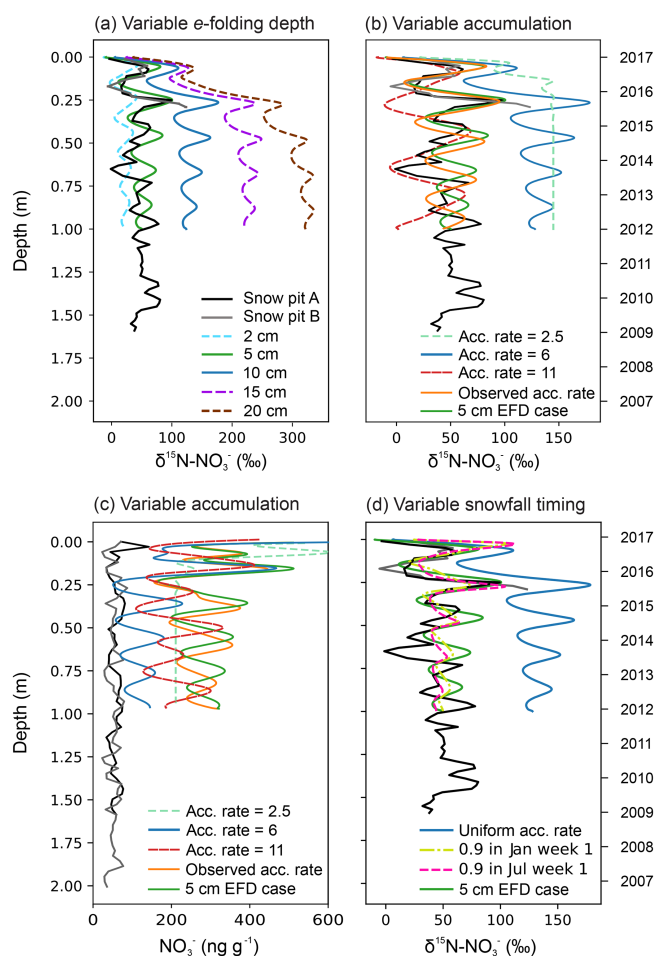 (a) Variable e-folding depth
(b) Variable accumulation
0.00
0.25
0.50
0.75
1.00
1.25
1.50
1.75
2.00
Depth (m)
Snow pit A
Snow pit B
2 cm
5 cm
10 cm
15 cm
20 cm
0
100
200
300
δ¹⁵N-NO₃⁻ (‰)
2017
2016
2015
2014
2013
2012
2011
2010
2009
2008
2007
Acc. rate = 2.5
Acc. rate = 6
Acc. rate = 11
Observed acc. rate
5 cm EFD case
0
50
100
150
δ¹⁵N-NO₃⁻ (‰)
(c) Variable accumulation
(d) Variable snowfall timing
0.00
0.25
0.50
0.75
1.00
1.25
1.50
1.75
2.00
Depth (m)
Acc. rate = 2.5
Acc. rate = 6
Acc. rate = 11
Observed acc. rate
5 cm EFD case
0
200
400
600
NO₃⁻ (ng g⁻¹)
2017
2016
2015
2014
2013
2012
2011
2010
2009
2008
2007
Uniform acc. rate
0.9 in Jan week 1
0.9 in Jul week 1
5 cm EFD case
0
50
100
150
δ¹⁵N-NO₃⁻ (‰)